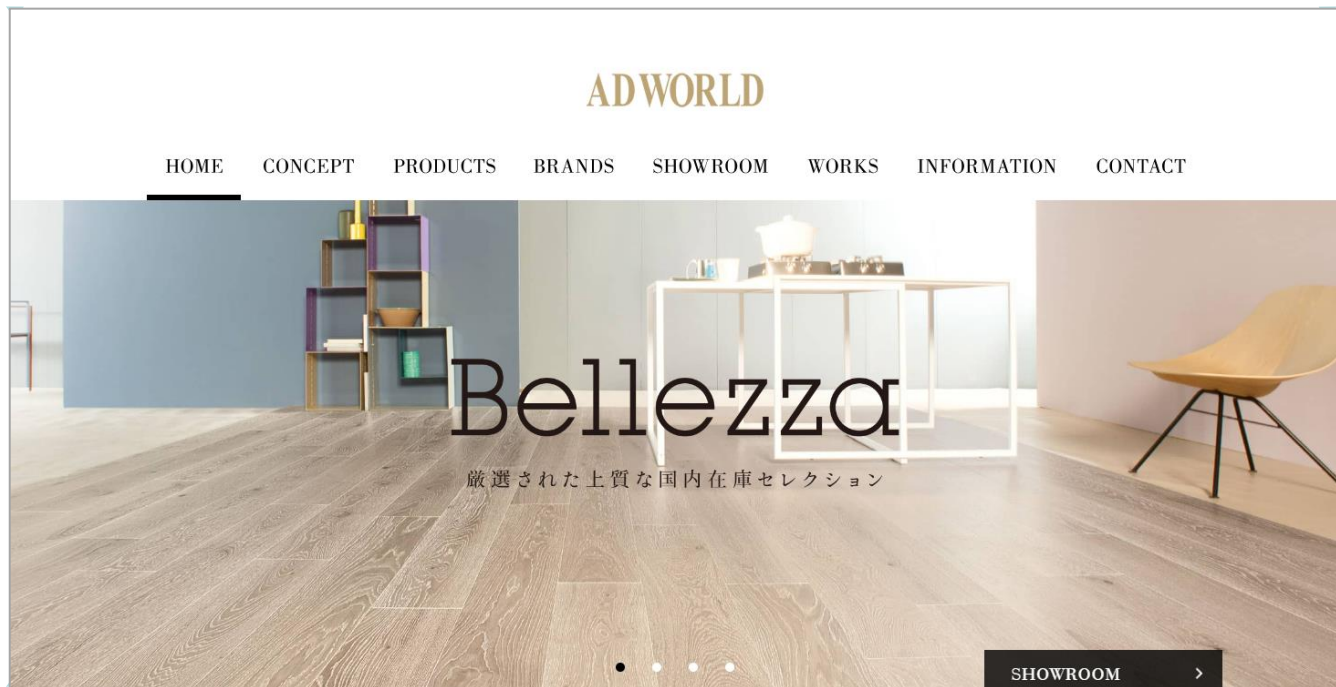 ADWORLD
HOME CONCEPT PRODUCTS BRANDS SHOWROOM WORKS INFORMATION CONTACT
Bellezza
厳選された上質な国内在庫セレクション
SHOWROOM